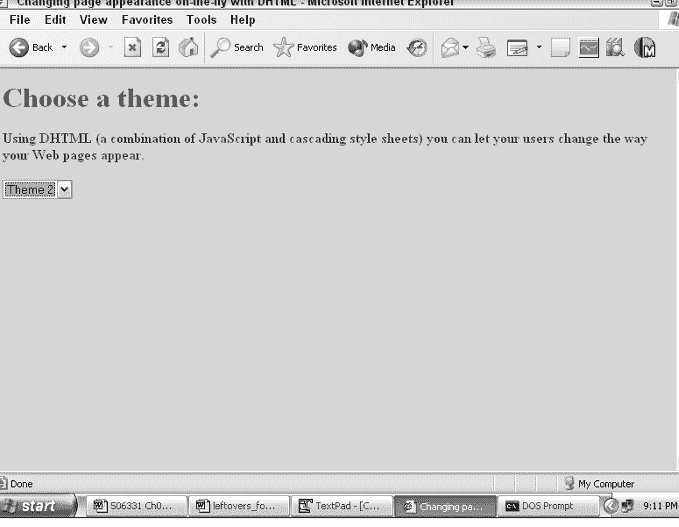 Changing page appearance on-the-fly with DHTML - Microsoft Internet Explorer
File Edit View Favorites Tools Help
Back Search Favorites Media
Choose a theme:
Using DHTML (a combination of JavaScript and cascading style sheets) you can let your users change the way
your Web pages appear.
Theme 2
Done My Computer
start 506331 Ch0... leftovers_fo... TextPad - [C... Changing pa... DOS Prompt 9:11 PM